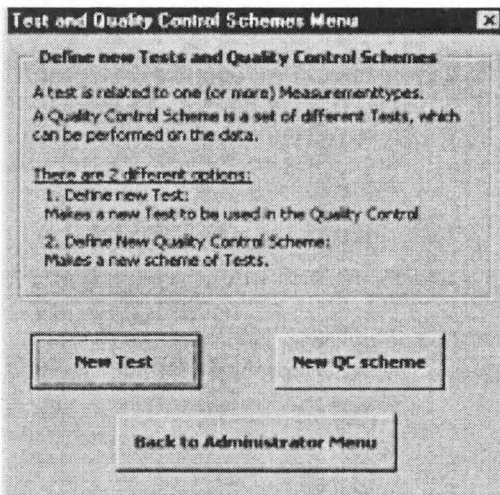 Test and Quality Control Schemes Menu
Define new Tests and Quality Control Schemes
A test is related to one (or more) Measurementtypes.
A Quality Control Scheme is a set of different Tests, which
can be performed on the data.
There are 2 different options:
1. Define new Test:
Makes a new Test to be used in the Quality Control
2. Define New Quality Control Scheme:
Makes a new scheme of Tests.
New Test
New QC scheme
Back to Administrator Menu